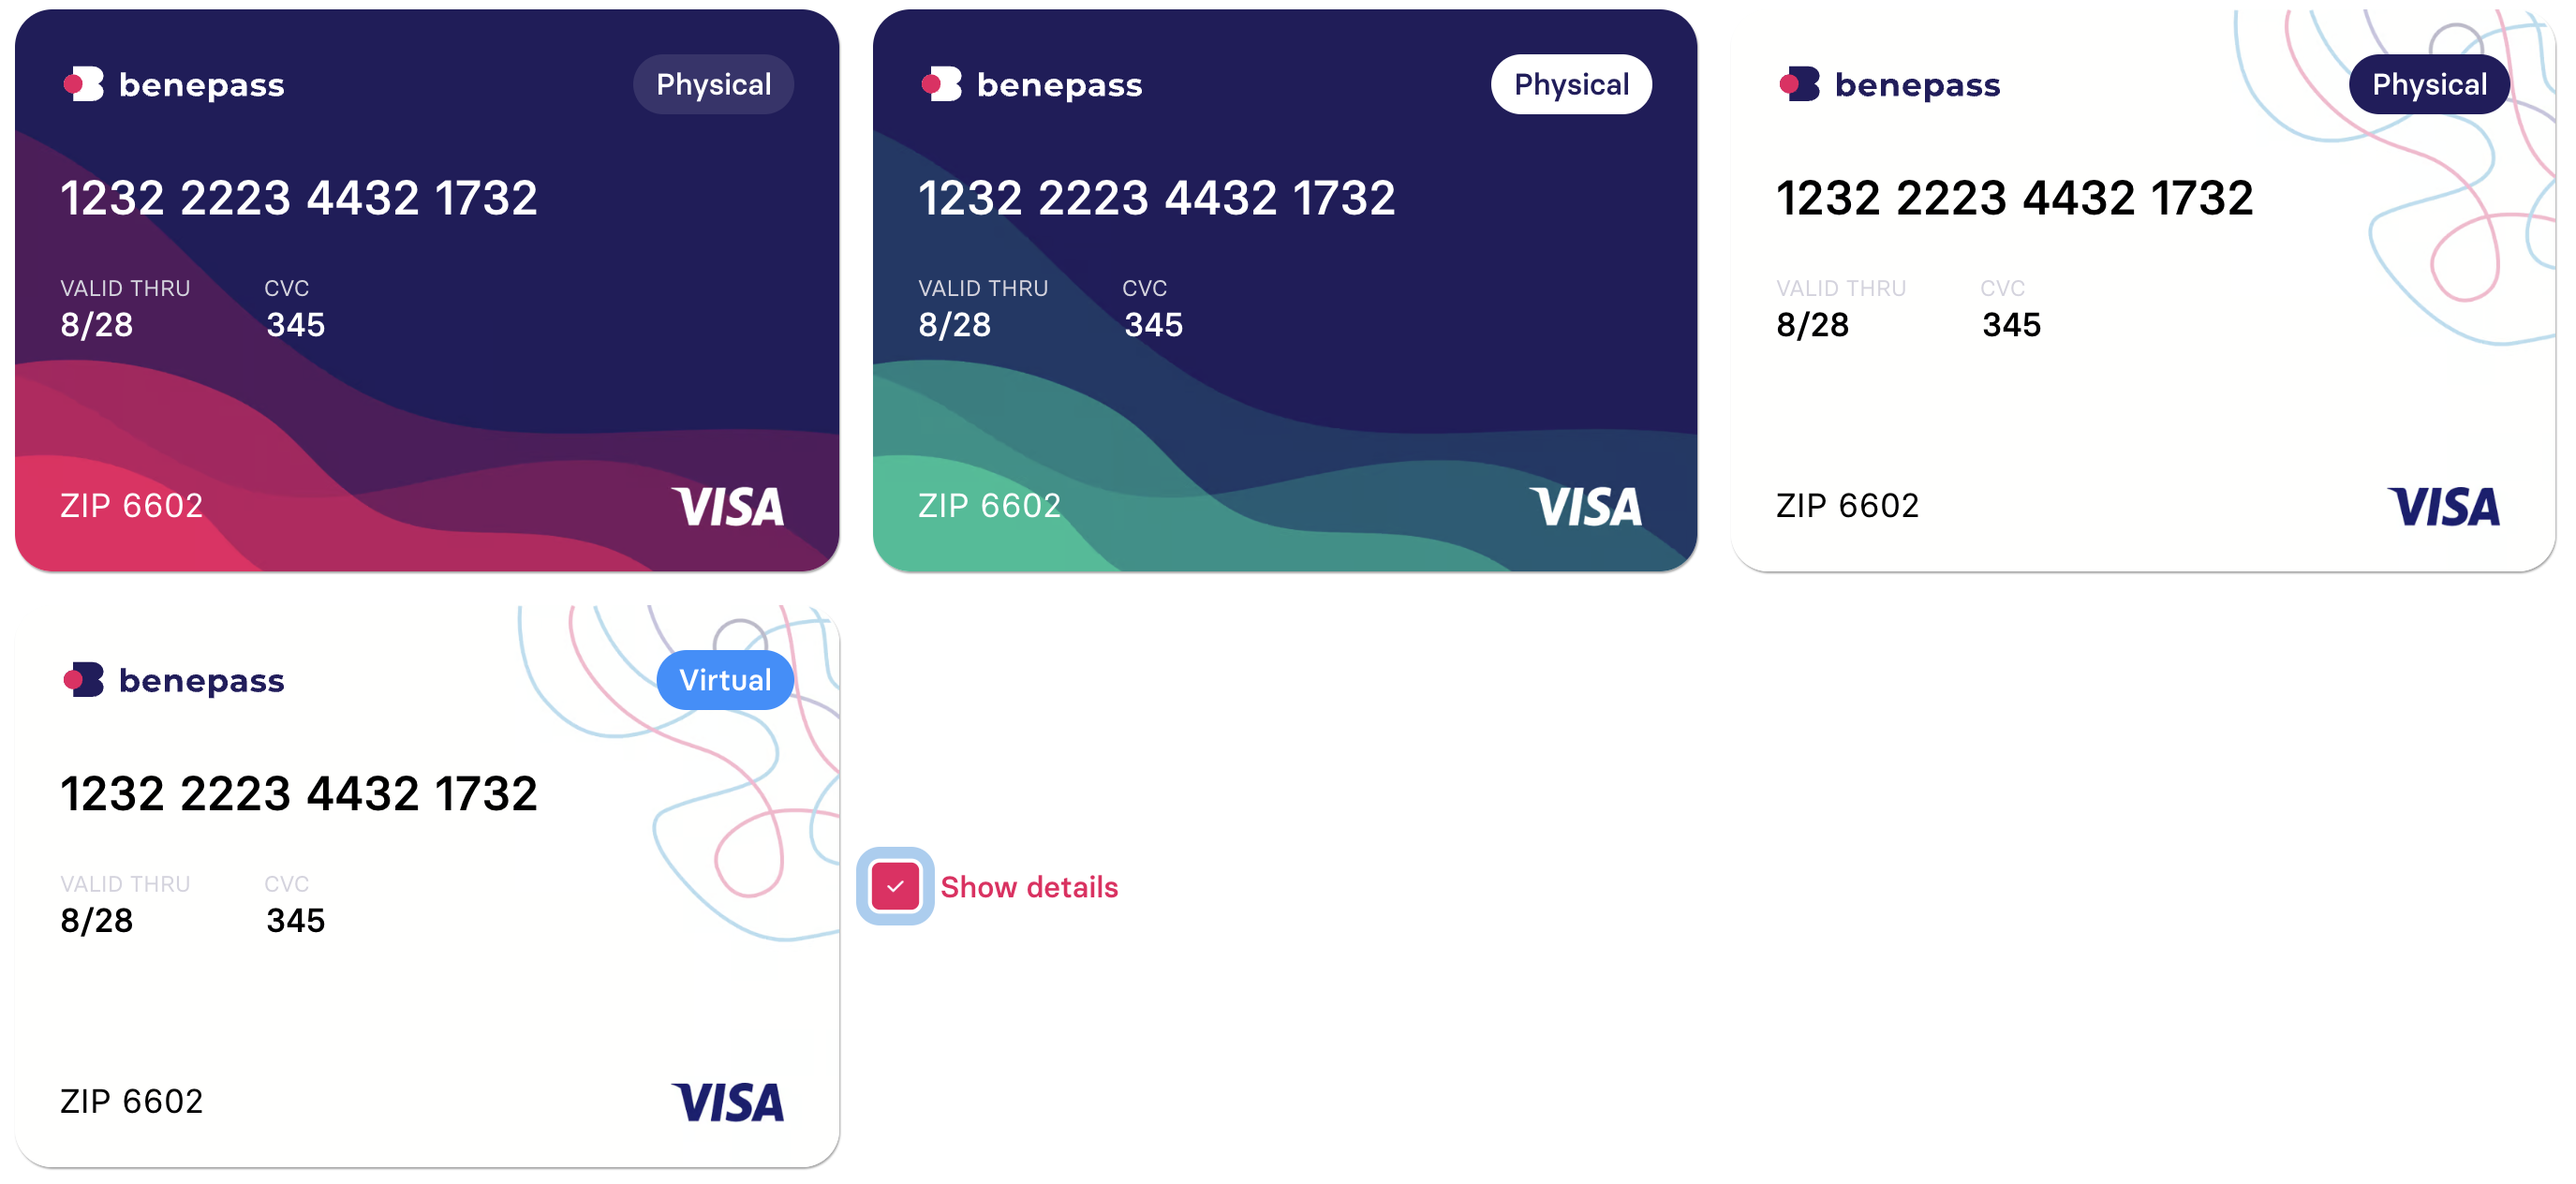 benepass Physical
1232 2223 4432 1732
VALID THRU CVC
8/28 345
ZIP 6602 VISA
benepass Physical
1232 2223 4432 1732
VALID THRU CVC
8/28 345
ZIP 6602 VISA
benepass Physical
1232 2223 4432 1732
VALID THRU CVC
8/28 345
ZIP 6602 VISA
benepass Virtual
1232 2223 4432 1732
VALID THRU CVC
8/28 345
ZIP 6602 VISA
Show details